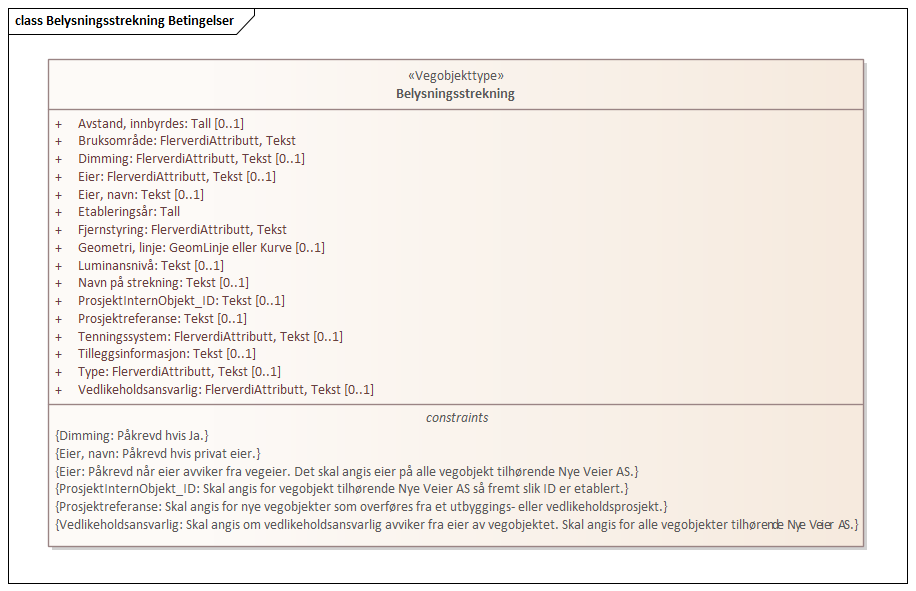 class Belysningsstrekning Betingelser
«Vegobjekttype»
Belysningsstrekning
+ Avstand, innbyrdes: Tall [0..1]
+ Bruksområde: FlerverdiAttributt, Tekst
+ Dimming: FlerverdiAttributt, Tekst [0..1]
+ Eier: FlerverdiAttributt, Tekst [0..1]
+ Eier, navn: Tekst [0..1]
+ Etableringsår: Tall
+ Fjernstyring: FlerverdiAttributt, Tekst
+ Geometri, linje: GeomLinje eller Kurve [0..1]
+ Luminansnivå: Tekst [0..1]
+ Navn på strekning: Tekst [0..1]
+ ProsjektInternObjekt_ID: Tekst [0..1]
+ Prosjektreferanse: Tekst [0..1]
+ Tenningssystem: FlerverdiAttributt, Tekst [0..1]
+ Tilleggsinformasjon: Tekst [0..1]
+ Type: FlerverdiAttributt, Tekst [0..1]
+ Vedlikeholdsansvarlig: FlerverdiAttributt, Tekst [0..1]
constraints
{Dimming: Påkrevd hvis Ja.}
{Eier, navn: Påkrevd hvis privat eier.}
{Eier: Påkrevd når eier avviker fra vegeier. Det skal angis eier på alle vegobjekt tilhørende Nye Veier AS.}
{ProsjektInternObjekt_ID: Skal angis for vegobjekt tilhørende Nye Veier AS så fremt slik ID er etablert.}
{Prosjektreferanse: Skal angis for nye vegobjekter som overføres fra et utbyggings- eller vedlikeholdsprosjekt.}
{Vedlikeholdsansvarlig: Skal angis om vedlikeholdsansvarlig avviker fra eier av vegobjektet. Skal angis for alle vegobjekter tilhørende Nye Veier AS.}